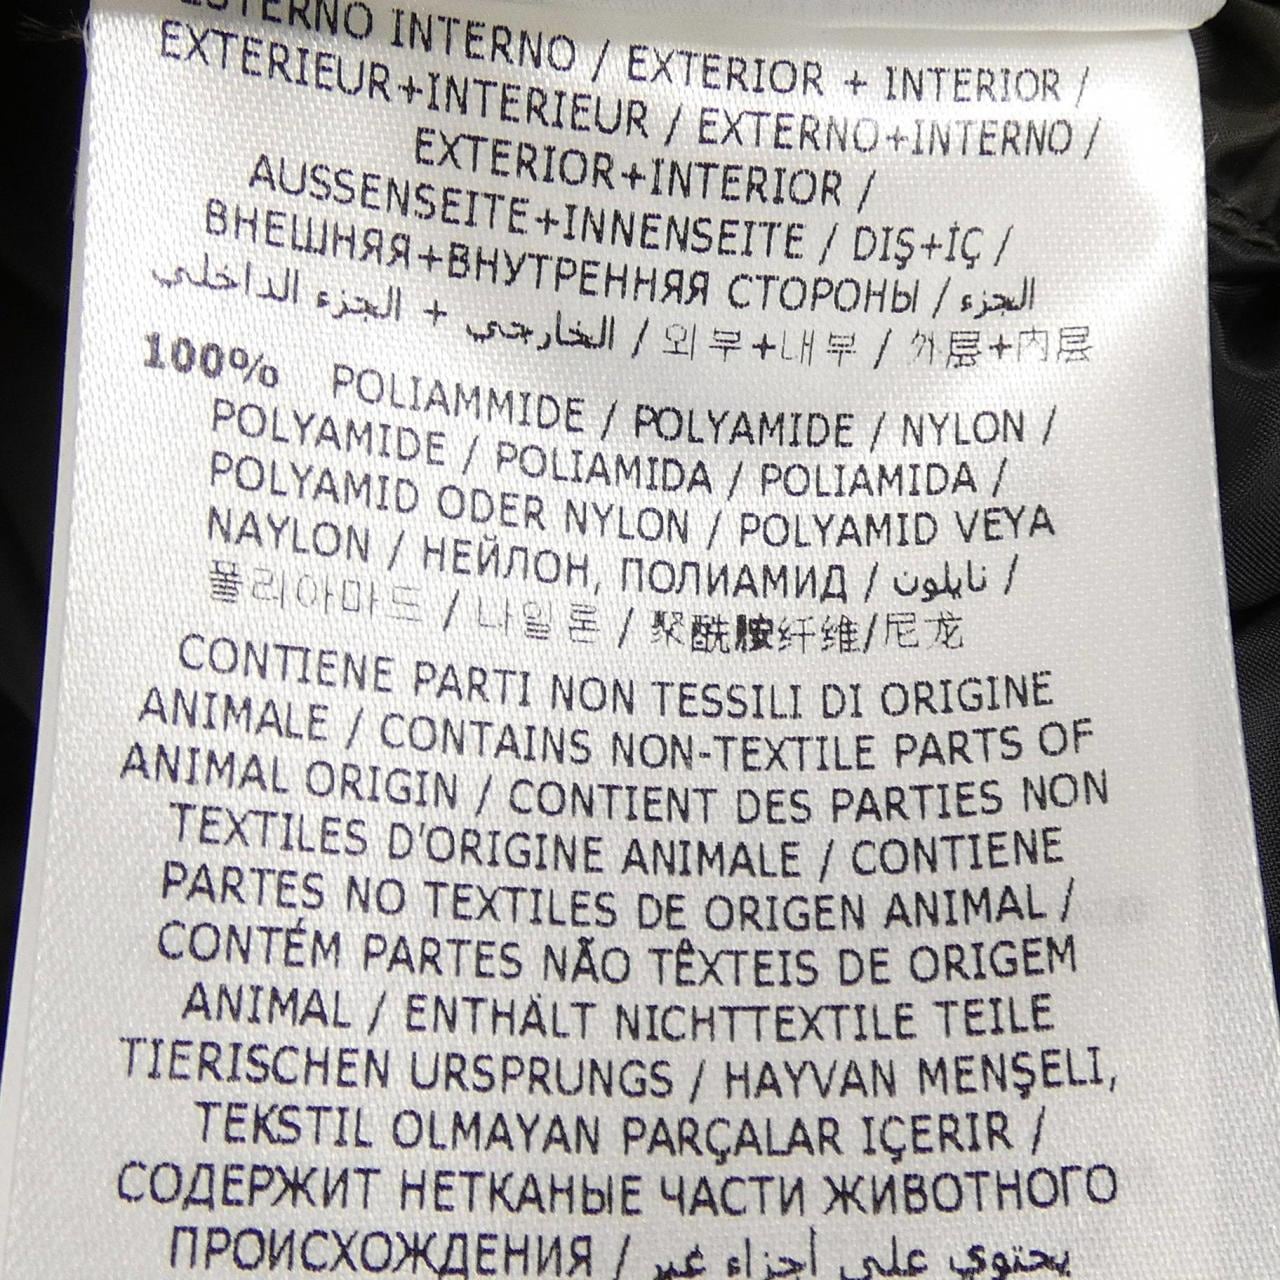 ESTERNO INTERNO / EXTERIOR + INTERIOR /
EXTERIEUR+INTERIEUR / EXTERNO+INTERNO /
EXTERIOR+INTERIOR /
AUSSENSEITE+INNENSEITE / DIŞ+İÇ /
ВНЕШНЯЯ+ВНУТРЕННЯЯ СТОРОНЫ / الجزء
الخارجي + الجزء الداخلي / 외부+내부 / 外层+内层
100% POLIAMMIDE / POLYAMIDE / NYLON /
POLYAMIDE / POLIAMIDA / POLIAMIDA /
POLYAMID ODER NYLON / POLYAMID VEYA
NAYLON / НЕЙЛОН, ПОЛИАМИД / نايلون /
폴리아마드 / 나일론 / 聚酰胺纤维/尼龙
CONTIENE PARTI NON TESSILI DI ORIGINE
ANIMALE / CONTAINS NON-TEXTILE PARTS OF
ANIMAL ORIGIN / CONTIENT DES PARTIES NON
TEXTILES D'ORIGINE ANIMALE / CONTIENE
PARTES NO TEXTILES DE ORIGEN ANIMAL /
CONTÉM PARTES NÃO TÊXTEIS DE ORIGEM
ANIMAL / ENTHÄLT NICHTTEXTILE TEILE
TIERISCHEN URSPRUNGS / HAYVAN MENŞELI,
TEKSTIL OLMAYAN PARÇALAR IÇERIR /
СОДЕРЖИТ НЕТКАНЫЕ ЧАСТИ ЖИВОТНОГО
ПРОИСХОЖДЕНИЯ / يحتوي على أجزاء غير